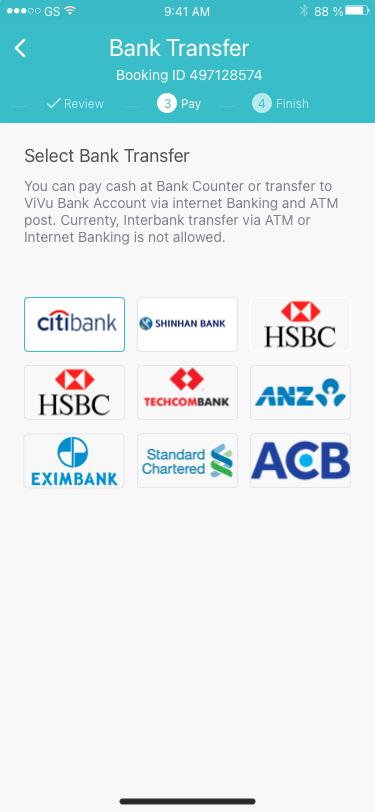 GS 9:41 AM 88 %
Bank Transfer
Booking ID 497128574
Review 3 Pay 4 Finish
Select Bank Transfer
You can pay cash at Bank Counter or transfer to
ViVu Bank Account via internet Banking and ATM
post. Currenty, Interbank transfer via ATM or
Internet Banking is not allowed.
citibank SHINHAN BANK HSBC
HSBC TECHCOMBANK ANZ
EXIMBANK Standard Chartered ACB